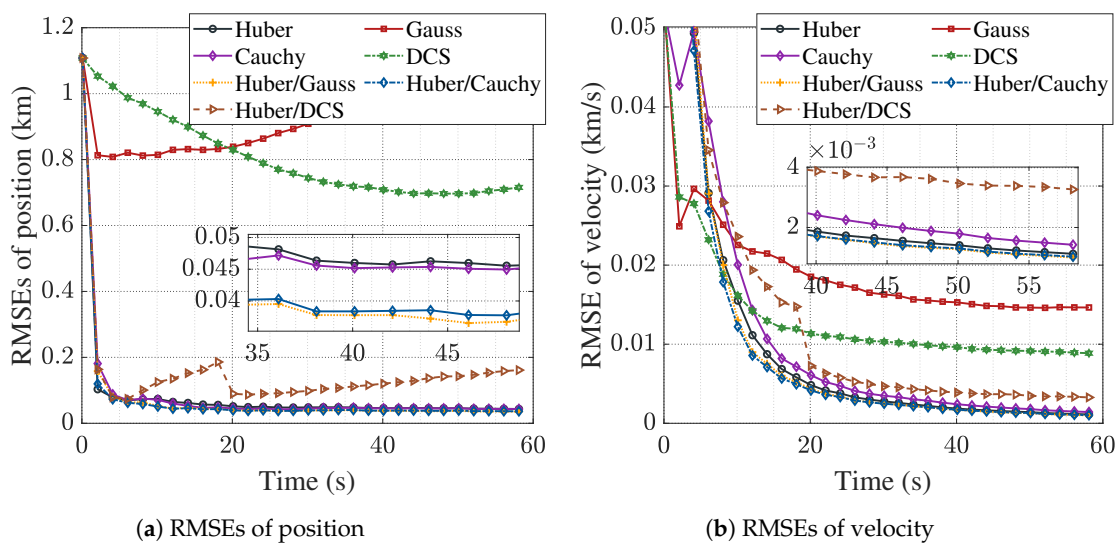 Huber
Gauss
Cauchy
DCS
Huber/Gauss
Huber/Cauchy
Huber/DCS
RMSEs of position (km)
1.2
1
0.8
0.6
0.4
0.2
0
0.05
0.045
0.04
35
40
45
0
20
40
60
Time (s)
(a) RMSEs of position
Huber
Gauss
Cauchy
DCS
Huber/Gauss
Huber/Cauchy
Huber/DCS
RMSE of velocity (km/s)
0.05
0.04
0.03
0.02
0.01
0
×10⁻³
4
2
40
45
50
55
0
20
40
60
Time (s)
(b) RMSEs of velocity